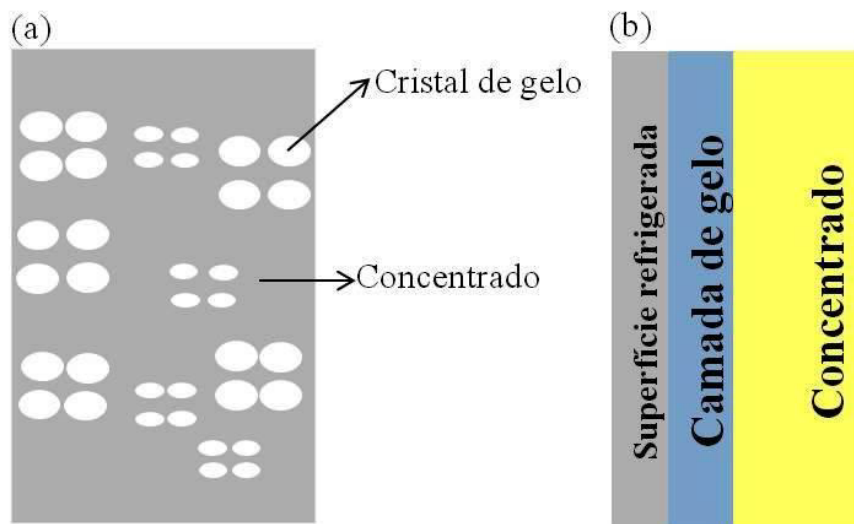 (a)
Cristal de gelo
Concentrado
(b)
Superfície refrigerada
Camada de gelo
Concentrado